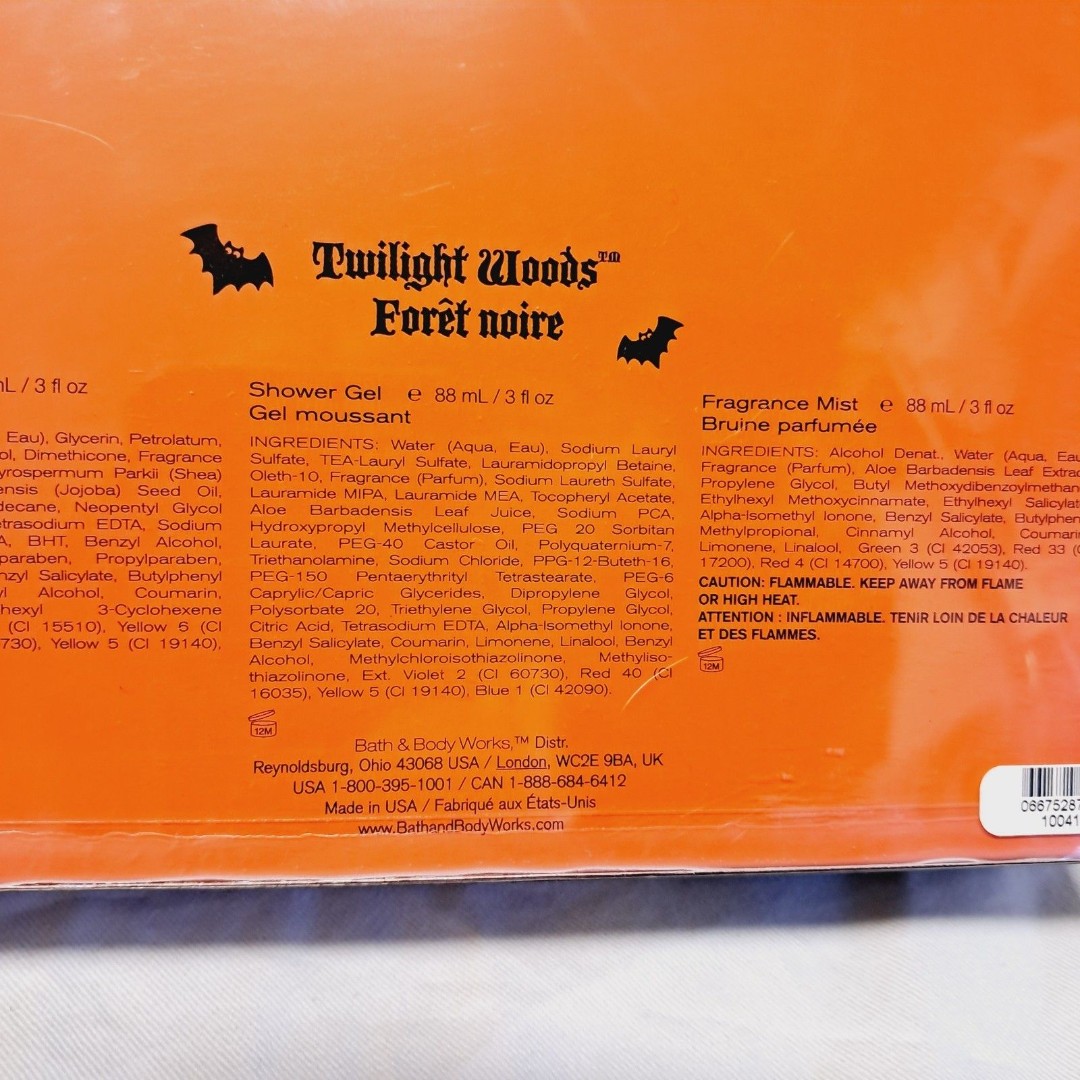 Twilight Woods™
Forêt noire
mL / 3 fl oz
Eau), Glycerin, Petrolatum,
ol, Dimethicone, Fragrance
yrospermum Parkii (Shea)
ensis (Jojoba) Seed Oil,
decane, Neopentyl Glycol
etrasodium EDTA, Sodium
A, BHT, Benzyl Alcohol,
paraben, Propylparaben,
nzyl Salicylate, Butylphenyl
yl Alcohol, Coumarin,
hexyl 3-Cyclohexene
(CI 15510), Yellow 6 (CI
730), Yellow 5 (CI 19140),
Shower Gel e 88 mL / 3 fl oz
Gel moussant
INGREDIENTS: Water (Aqua, Eau), Sodium Lauryl
Sulfate, TEA-Lauryl Sulfate, Lauramidopropyl Betaine,
Oleth-10, Fragrance (Parfum), Sodium Laureth Sulfate,
Lauramide MIPA, Lauramide MEA, Tocopheryl Acetate,
Aloe Barbadensis Leaf Juice, Sodium PCA,
Hydroxypropyl Methylcellulose, PEG 20 Sorbitan
Laurate, PEG-40 Castor Oil, Polyquaternium-7,
Triethanolamine, Sodium Chloride, PPG-12-Buteth-16,
PEG-150 Pentaerythrityl Tetrastearate, PEG-6
Caprylic/Capric Glycerides, Dipropylene Glycol,
Polysorbate 20, Triethylene Glycol, Propylene Glycol,
Citric Acid, Tetrasodium EDTA, Alpha-Isomethyl Ionone,
Benzyl Salicylate, Coumarin, Limonene, Linalool, Benzyl
Alcohol, Methylchloroisothiazolinone, Methyliso-
thiazolinone, Ext. Violet 2 (CI 60730), Red 40 (CI
16035), Yellow 5 (CI 19140), Blue 1 (CI 42090).
12M
Fragrance Mist e 88 mL / 3 fl oz
Bruine parfumée
INGREDIENTS: Alcohol Denat., Water (Aqua, Eau
Fragrance (Parfum), Aloe Barbadensis Leaf Extrac
Propylene Glycol, Butyl Methoxydibenzoylmethan
Ethylhexyl Methoxycinnamate, Ethylhexyl Salicylat
Alpha-Isomethyl Ionone, Benzyl Salicylate, Butylphen
Methylpropional, Cinnamyl Alcohol, Coumarin
Limonene, Linalool, Green 3 (CI 42053), Red 33 (C
17200), Red 4 (CI 14700), Yellow 5 (CI 19140).
CAUTION: FLAMMABLE. KEEP AWAY FROM FLAME
OR HIGH HEAT.
ATTENTION : INFLAMMABLE. TENIR LOIN DE LA CHALEUR
ET DES FLAMMES.
12M
Bath & Body Works,™ Distr.
Reynoldsburg, Ohio 43068 USA / London, WC2E 9BA, UK
USA 1-800-395-1001 / CAN 1-888-684-6412
Made in USA / Fabriqué aux États-Unis
www.BathandBodyWorks.com
06675287
10041